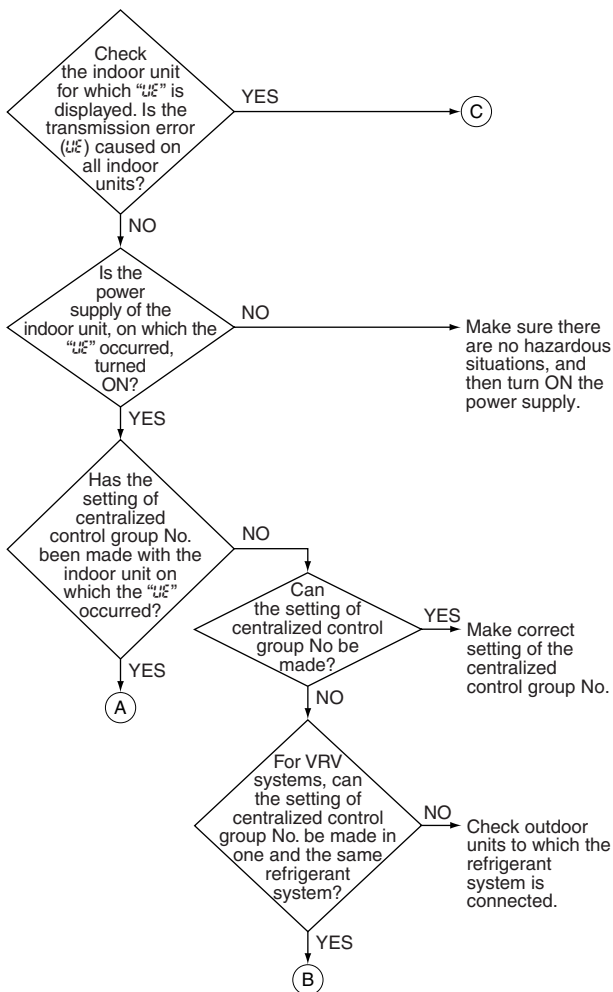 Check
the indoor unit
for which “UE” is
displayed. Is the
transmission error
(UE) caused on
all indoor
units?
YES
C
NO
Is the
power
supply of the
indoor unit, on which the
“UE” occurred,
turned
ON?
NO
Make sure there
are no hazardous
situations, and
then turn ON the
power supply.
YES
Has the
setting of
centralized
control group No.
been made with the
indoor unit on
which the “UE”
occurred?
NO
Can
the setting of
centralized control
group No be
made?
YES
Make correct
setting of the
centralized
control group No.
YES
A
NO
For VRV
systems, can
the setting of
centralized control
group No. be made in
one and the same
refrigerant
system?
NO
Check outdoor
units to which the
refrigerant
system is
connected.
YES
B